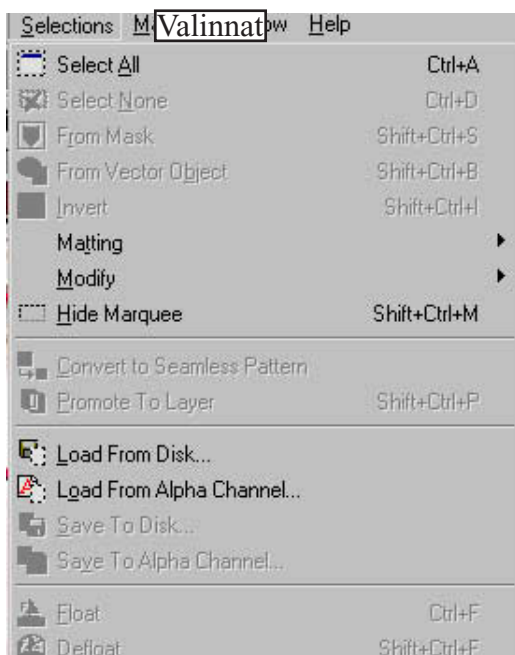 Selections M Valinnat ow Help
Select All Ctrl+A
Select None Ctrl+D
From Mask Shift+Ctrl+S
From Vector Object Shift+Ctrl+B
Invert Shift+Ctrl+I
Matting
Modify
Hide Marquee Shift+Ctrl+M
Convert to Seamless Pattern
Promote To Layer Shift+Ctrl+P
Load From Disk...
Load From Alpha Channel...
Save To Disk...
Save To Alpha Channel...
Float Ctrl+F
Defloat Shift+Ctrl+F